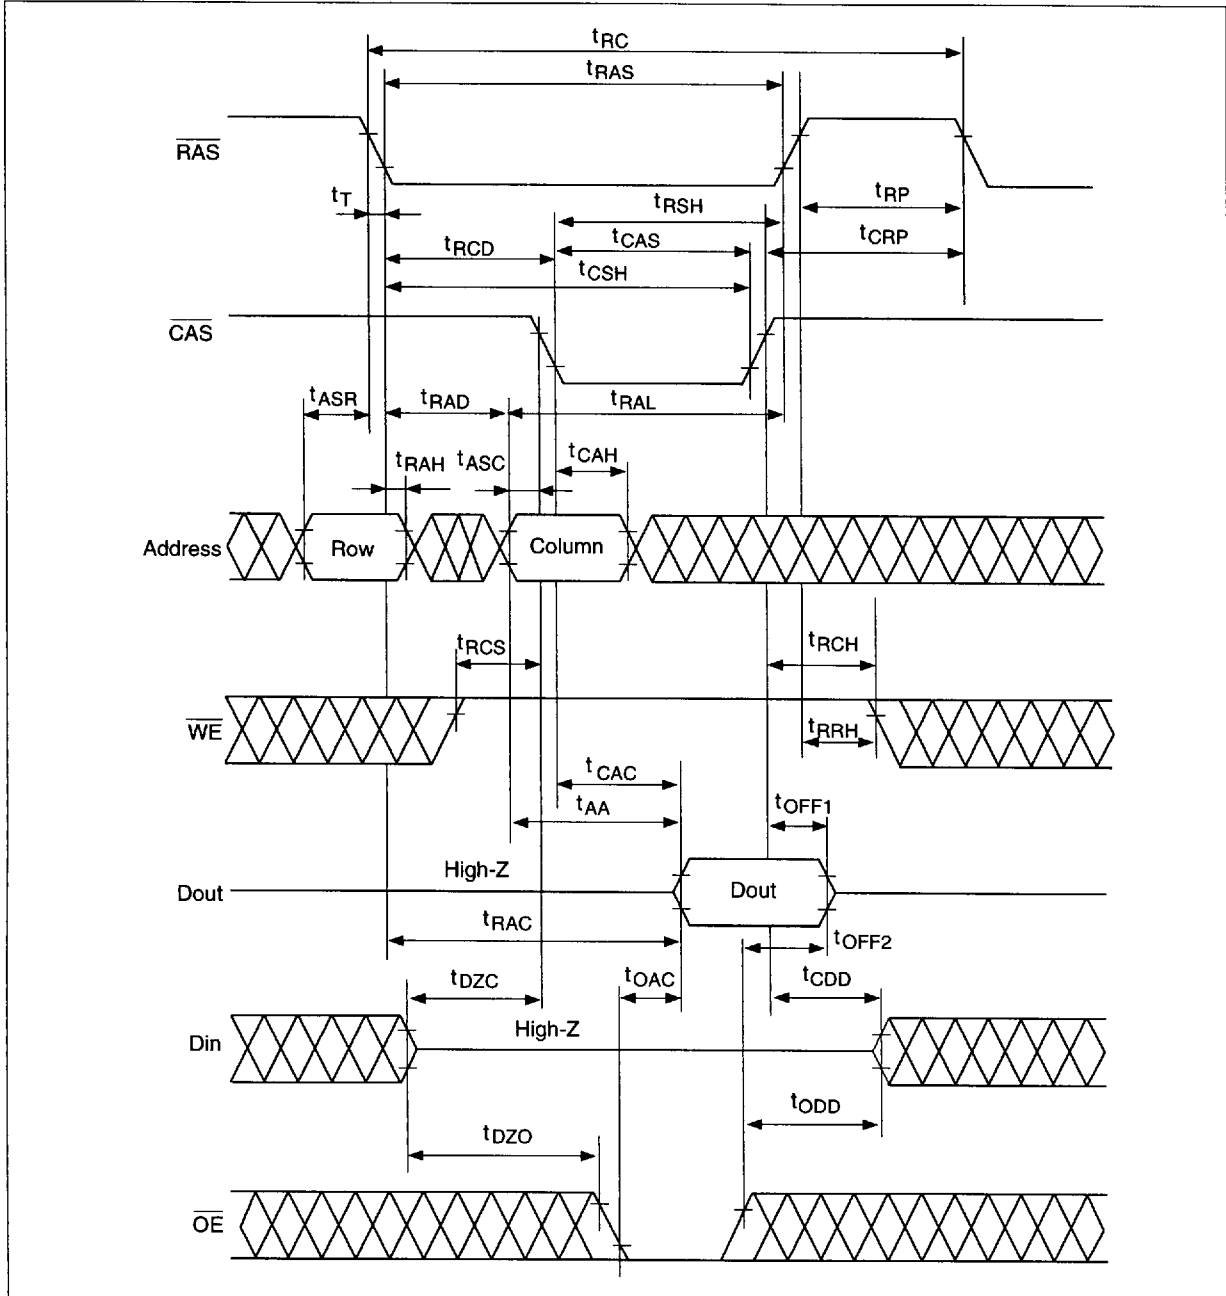 tRC
tRAS
RAS
tT
tRSH
tRP
tCAS
tCRP
tRCD
tCSH
CAS
tASR
tRAD
tRAL
tRAH
tASC
tCAH
Address
Row
Column
tRCS
tRCH
WE
tRRH
tCAC
tAA
tOFF1
High-Z
Dout
Dout
tRAC
tOFF2
tDZC
tOAC
tCDD
Din
High-Z
tODD
tDZO
OE